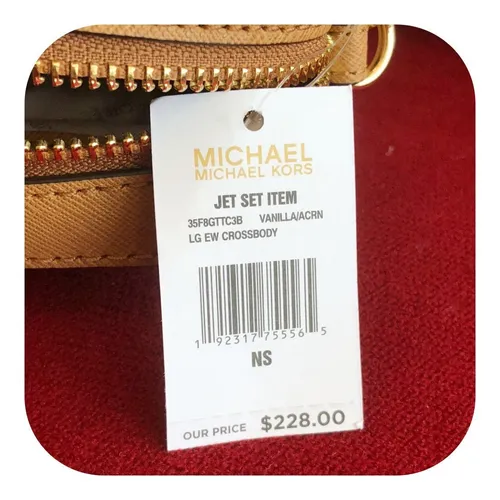 MICHAEL
MICHAEL KORS
JET SET ITEM
35F8GTTC3B VANILLA/ACRN
LG EW CROSSBODY
1 92317 75556 5
NS
OUR PRICE $228.00